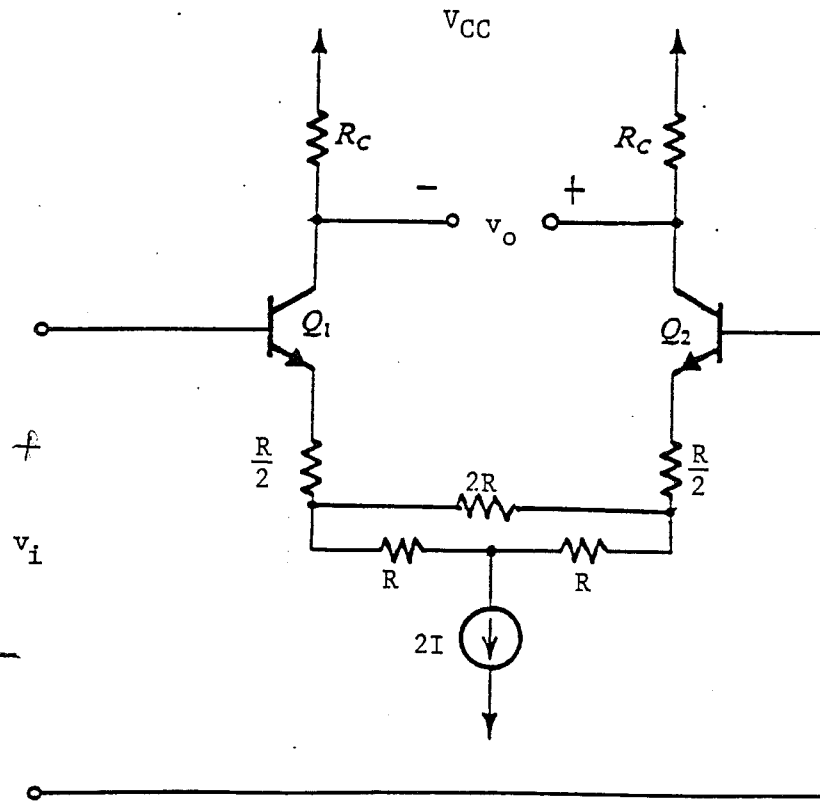 V_CC
R_C R_C
− +
v_o
Q_1 Q_2
+
R/2 R/2
2R
v_i
R R
2I
−